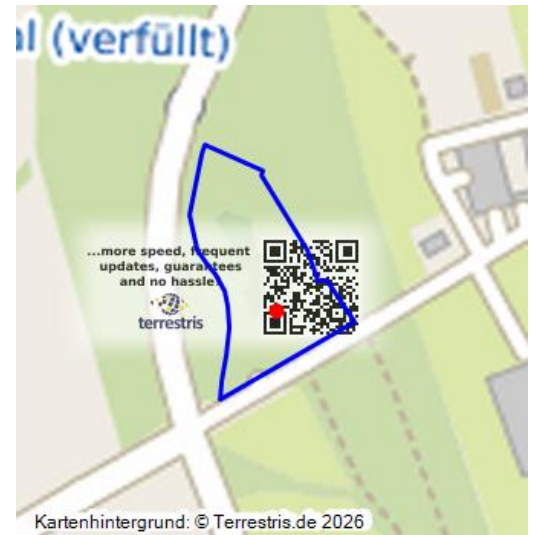 al (verfüllt)
...more speed, frequent
updates, guarantees
and no hassle!
terrestris
Kartenhintergrund: © Terrestris.de 2026